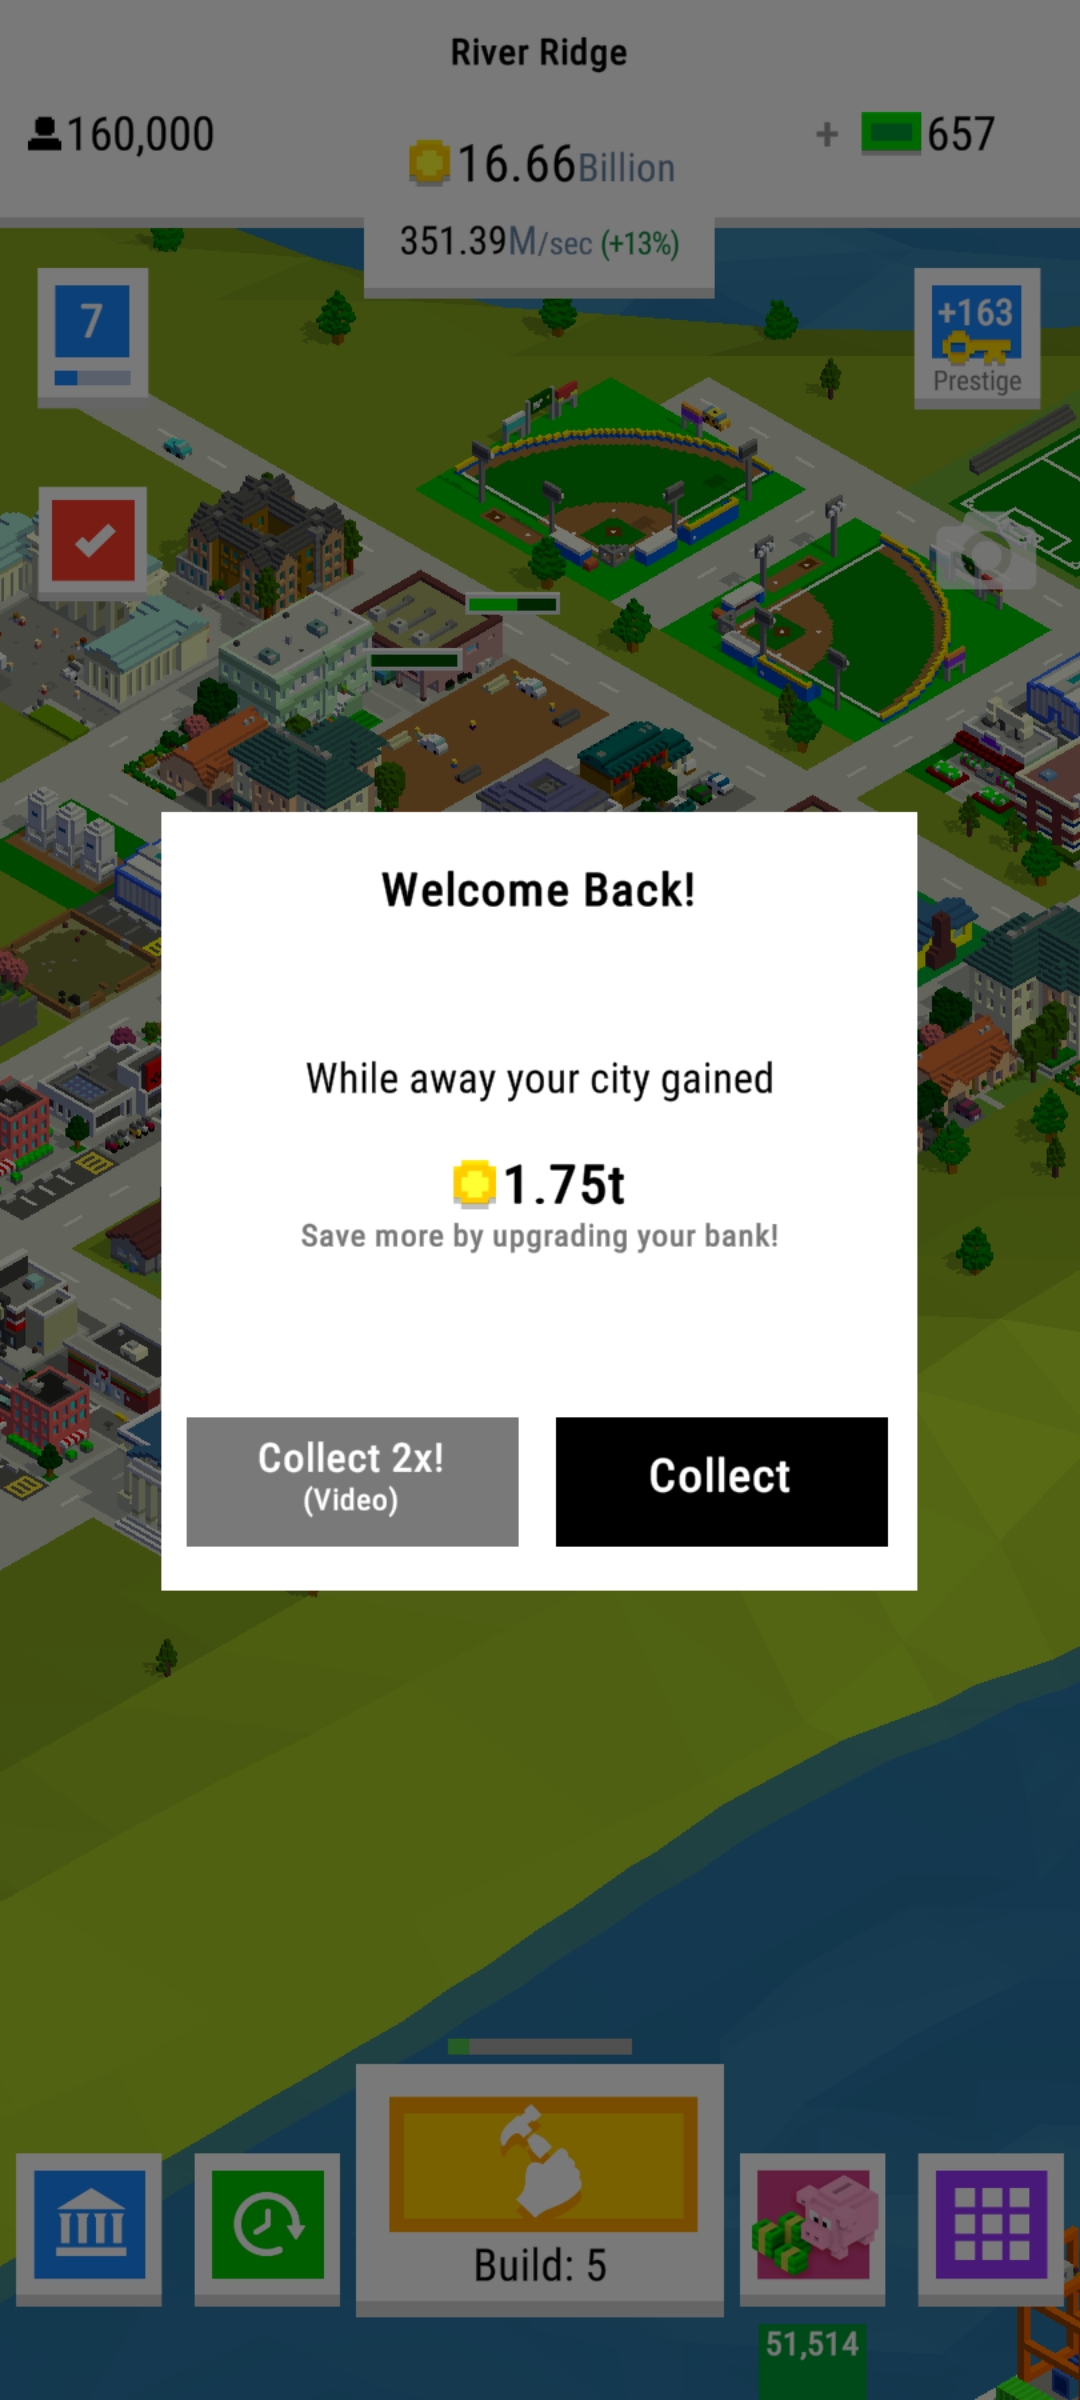 River Ridge
160,000
16.66Billion
+ 657
351.39M/sec (+13%)
7
+163
Prestige
Welcome Back!
While away your city gained
1.75t
Save more by upgrading your bank!
Collect 2x!
(Video)
Collect
Build: 5
51,514